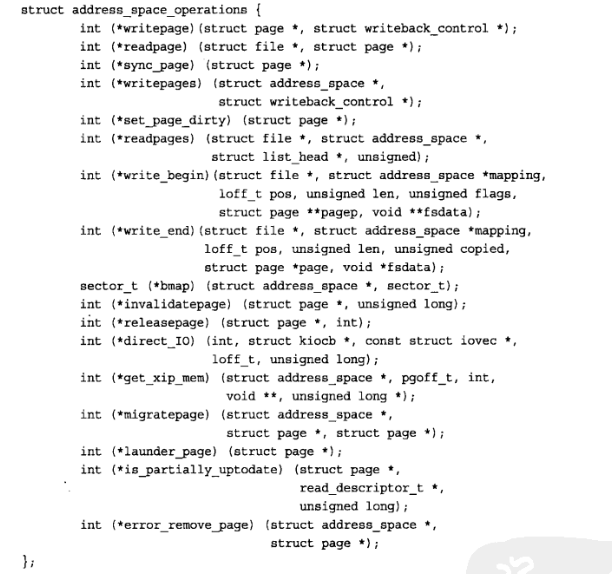 struct address_space_operations {
        int (*writepage)(struct page *, struct writeback_control *);
        int (*readpage) (struct file *, struct page *);
        int (*sync_page) (struct page *);
        int (*writepages) (struct address_space *,
                           struct writeback_control *);
        int (*set_page_dirty) (struct page *);
        int (*readpages) (struct file *, struct address_space *,
                          struct list_head *, unsigned);
        int (*write_begin)(struct file *, struct address_space *mapping,
                           loff_t pos, unsigned len, unsigned flags,
                           struct page **pagep, void **fsdata);
        int (*write_end)(struct file *, struct address_space *mapping,
                         loff_t pos, unsigned len, unsigned copied,
                         struct page *page, void *fsdata);
        sector_t (*bmap) (struct address_space *, sector_t);
        int (*invalidatepage) (struct page *, unsigned long);
        int (*releasepage) (struct page *, int);
        int (*direct_IO) (int, struct kiocb *, const struct iovec *,
                          loff_t, unsigned long);
        int (*get_xip_mem) (struct address_space *, pgoff_t, int,
                            void **, unsigned long *);
        int (*migratepage) (struct address_space *,
                            struct page *, struct page *);
        int (*launder_page) (struct page *);
        int (*is_partially_uptodate) (struct page *,
                                      read_descriptor_t *,
                                      unsigned long);
        int (*error_remove_page) (struct address_space *,
                                  struct page *);
};